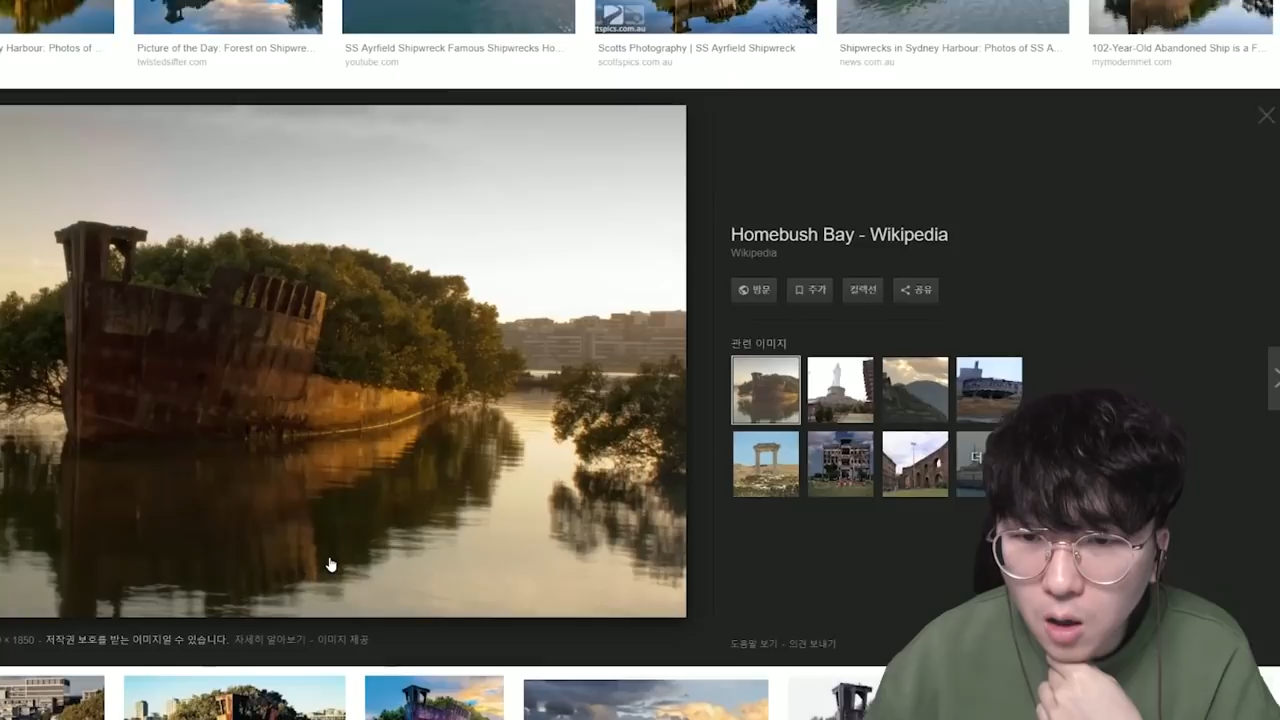 y Harbour: Photos of ...
Picture of the Day: Forest on Shipwre...
SS Ayrfield Shipwreck Famous Shipwrecks Ho...
Scotts Photography | SS Ayrfield Shipwreck
Shipwrecks in Sydney Harbour: Photos of SS A...
102-Year-Old Abandoned Ship is a F...
twistedsifter.com
youtube.com
scottspics.com.au
news.com.au
mymodernmet.com
Homebush Bay - Wikipedia
Wikipedia
방문
추가
컬렉션
공유
관련 이미지
× 1850 - 저작권 보호를 받는 이미지일 수 있습니다. 자세히 알아보기 - 이미지 제공
도움말 보기 - 의견 보내기